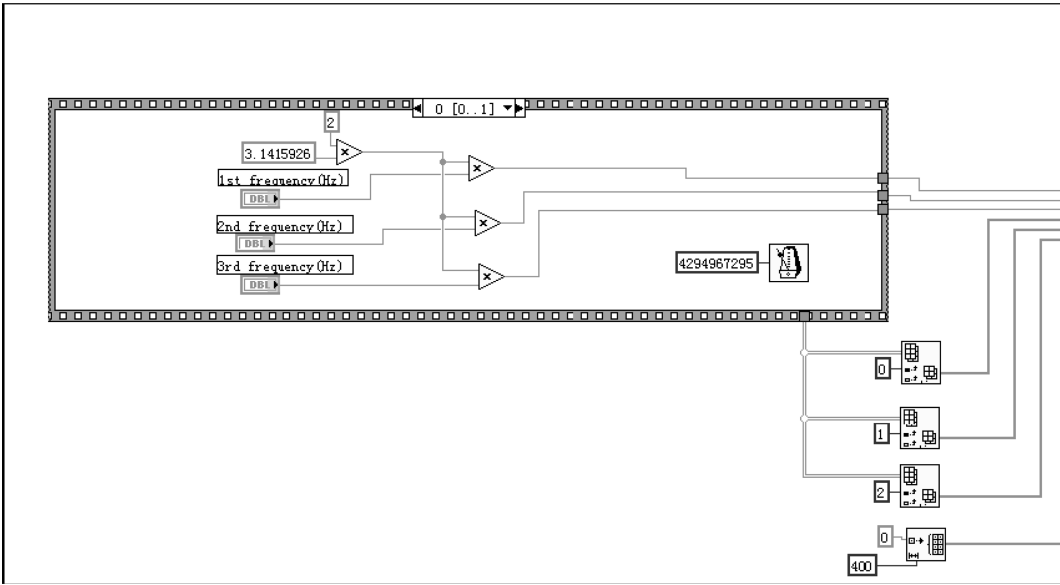 0 [0..1]
2
3.1415926
1st frequency(Hz)
DBL
2nd frequency(Hz)
DBL
3rd frequency(Hz)
DBL
4294967295
0
1
2
0
400